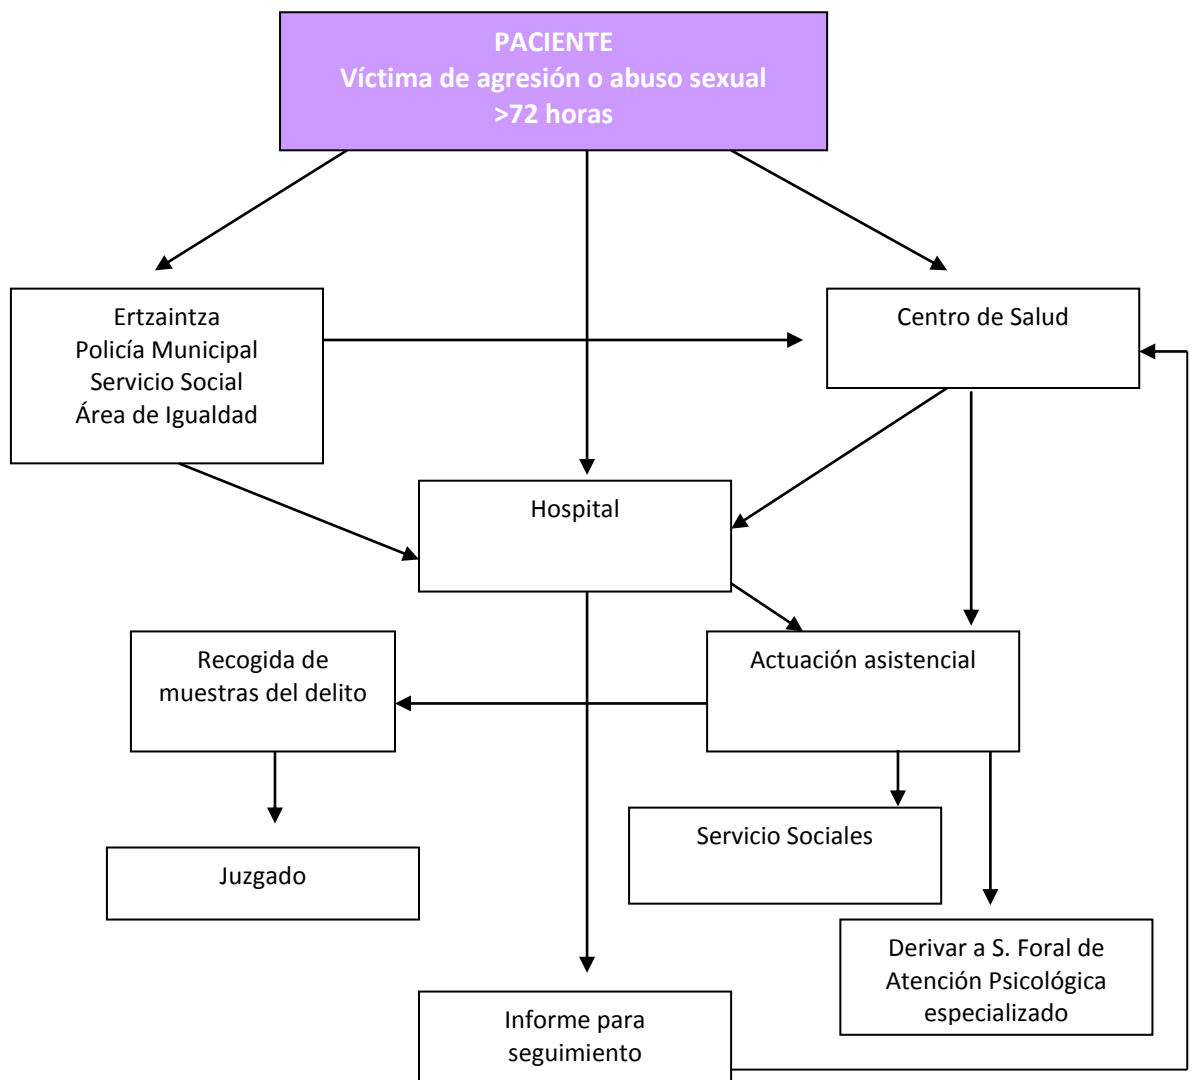 PACIENTE
Víctima de agresión o abuso sexual
>72 horas
Ertzaintza
Policía Municipal
Servicio Social
Área de Igualdad
Centro de Salud
Hospital
Recogida de
muestras del delito
Actuación asistencial
Servicio Sociales
Juzgado
Derivar a S. Foral de
Atención Psicológica
especializado
Informe para
seguimiento